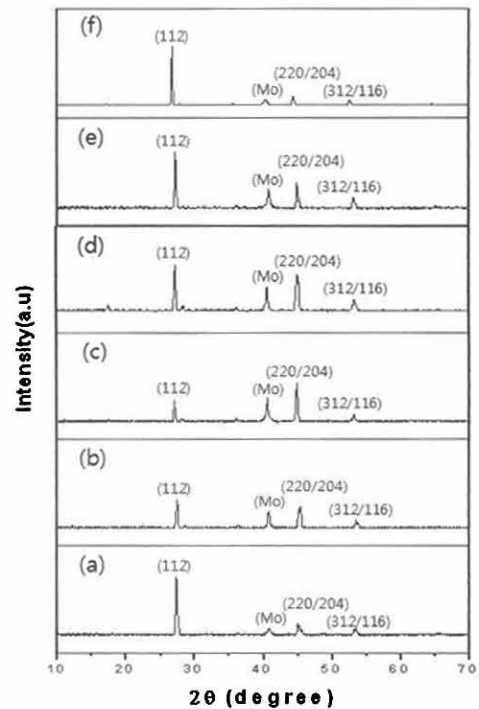 (f)
(112)
(Mo)
(220/204)
(312/116)
(e)
(112)
(Mo)
(220/204)
(312/116)
(d)
(112)
(Mo)
(220/204)
(312/116)
(c)
(112)
(Mo)
(220/204)
(312/116)
(b)
(112)
(Mo)
(220/204)
(312/116)
(a)
(112)
(Mo)
(220/204)
(312/116)
Intensity(a.u)
10 20 30 40 50 60 70
2θ (degree)